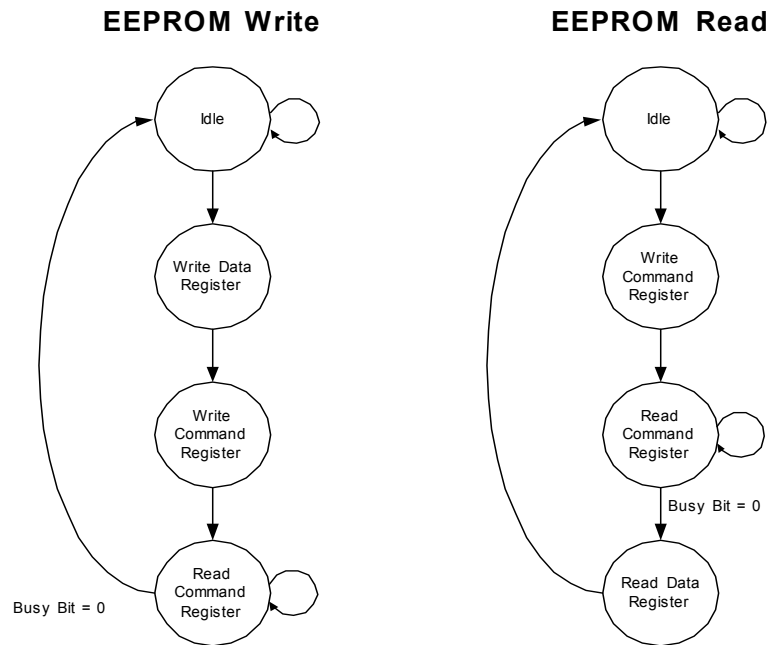 EEPROM Write
Idle
Write Data
Register
Write
Command
Register
Read
Command
Register
Busy Bit = 0
EEPROM Read
Idle
Write
Command
Register
Read
Command
Register
Busy Bit = 0
Read Data
Register